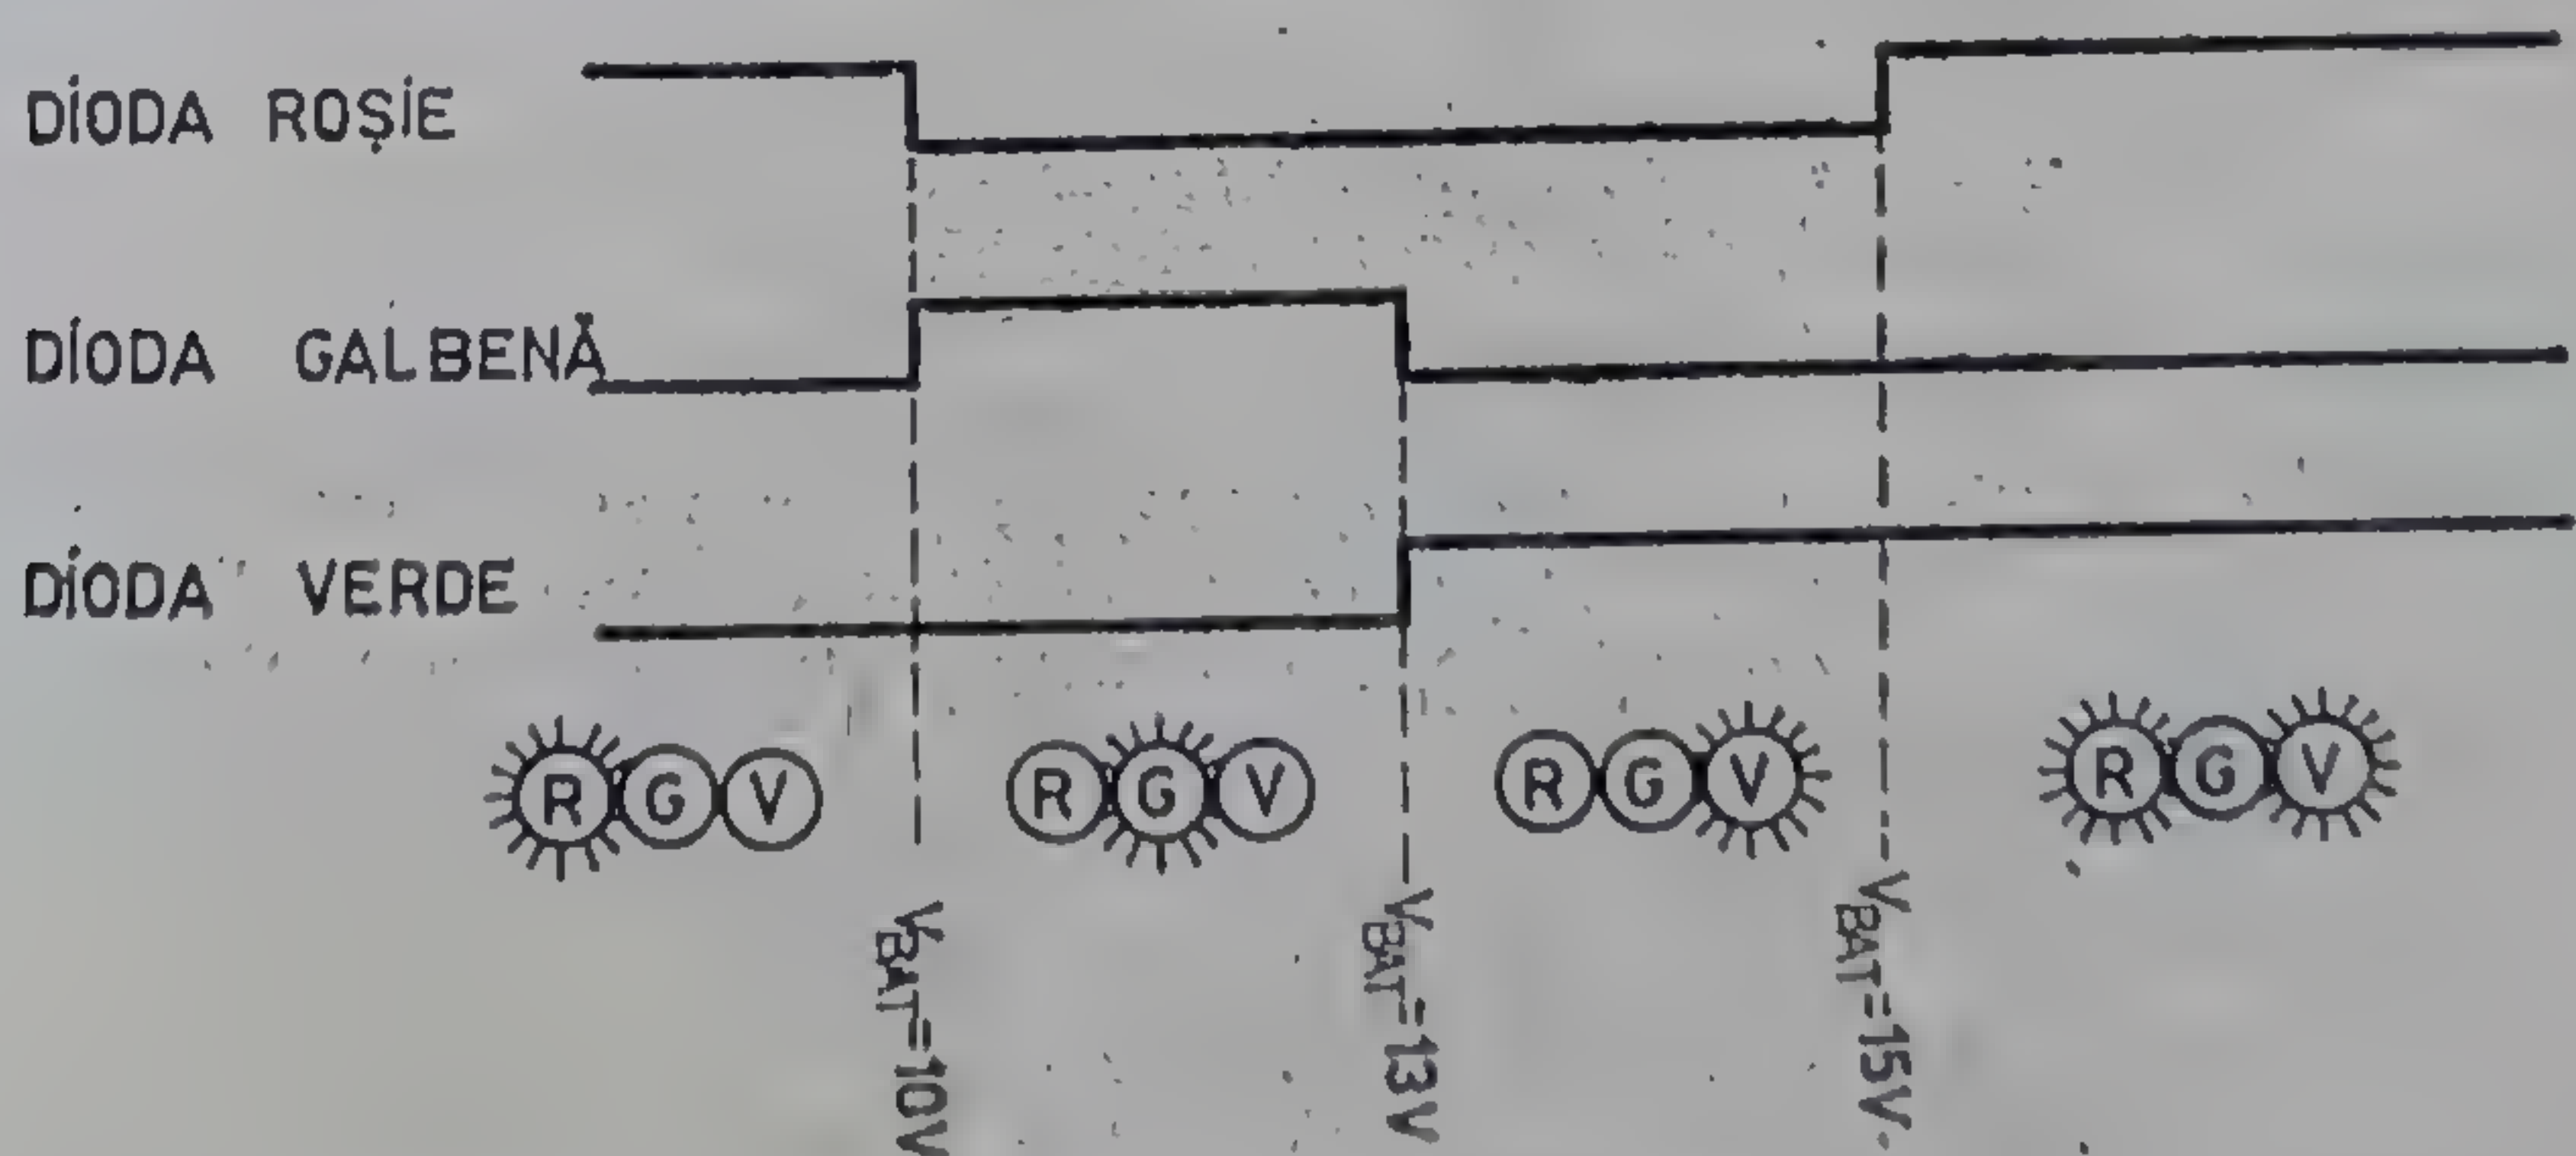 DIODA ROȘIE
DIODA GALBENĂ
DIODA VERDE
R G V
R G V
R G V
R G V
VBAT=10V
VBAT=13V
VBAT=15V